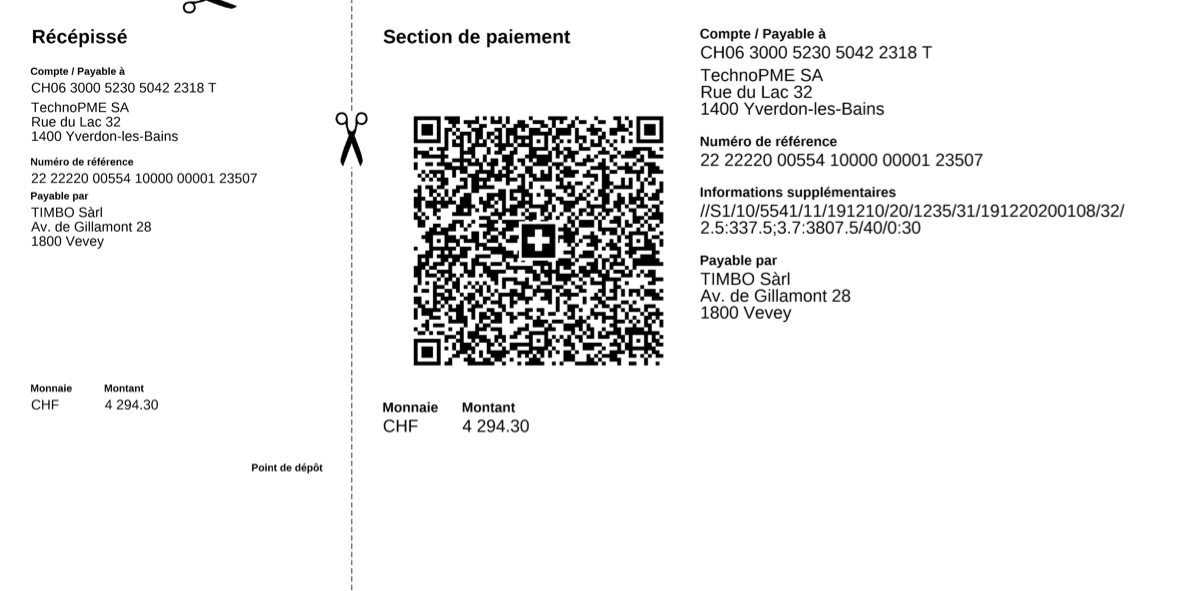 Récépissé
Compte / Payable à
CH06 3000 5230 5042 2318 T
TechnoPME SA
Rue du Lac 32
1400 Yverdon-les-Bains
Numéro de référence
22 22220 00554 10000 00001 23507
Payable par
TIMBO Sàrl
Av. de Gillamont 28
1800 Vevey
Monnaie Montant
CHF 4 294.30
Point de dépôt
Section de paiement
Monnaie Montant
CHF 4 294.30
Compte / Payable à
CH06 3000 5230 5042 2318 T
TechnoPME SA
Rue du Lac 32
1400 Yverdon-les-Bains
Numéro de référence
22 22220 00554 10000 00001 23507
Informations supplémentaires
//S1/10/5541/11/191210/20/1235/31/191220200108/32/
2.5:337.5;3.7:3807.5/40/0:30
Payable par
TIMBO Sàrl
Av. de Gillamont 28
1800 Vevey